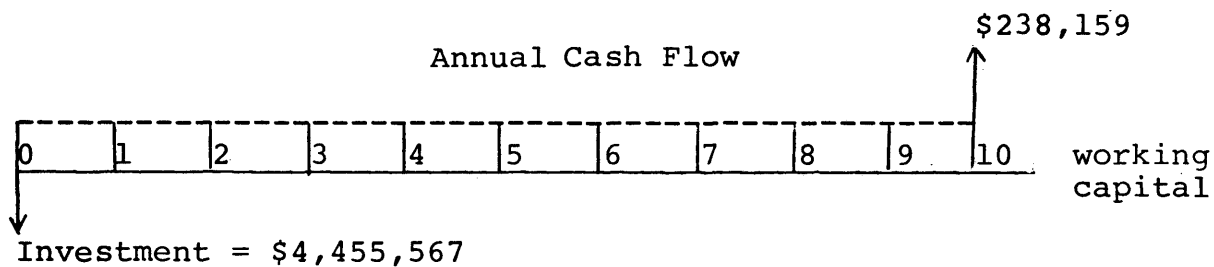 $238,159
Annual Cash Flow
0 1 2 3 4 5 6 7 8 9 10 working
capital
Investment = $4,455,567